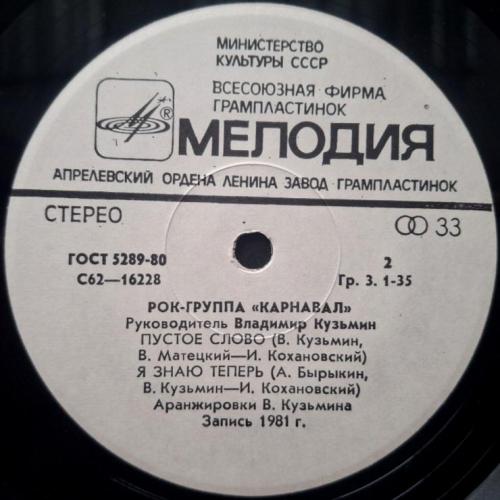 МИНИСТЕРСТВО
КУЛЬТУРЫ СССР
ВСЕСОЮЗНАЯ ФИРМА
ГРАМПЛАСТИНОК
®
МЕЛОДИЯ
АПРЕЛЕВСКИЙ ОРДЕНА ЛЕНИНА ЗАВОД ГРАМПЛАСТИНОК
СТЕРЕО 33
ГОСТ 5289-80 2
С62—16228 Гр. 3. 1-35
РОК-ГРУППА «КАРНАВАЛ»
Руководитель Владимир Кузьмин
ПУСТОЕ СЛОВО (В. Кузьмин,
В. Матецкий—И. Кохановский)
Я ЗНАЮ ТЕПЕРЬ (А. Бырыкин,
В. Кузьмин—И. Кохановский)
Аранжировки В. Кузьмина
Запись 1981 г.